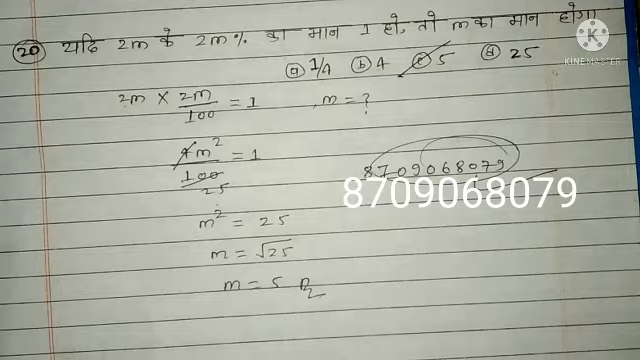 20 यदि 2m के 2m% का मान 1 हो, तो m का मान होगा
ⓐ 1/4 ⓑ 4 ⓒ 5 ⓓ 25
2m × 2m/100 = 1 , m = ?
4m²/100 = 1
25
m² = 25
m = √25
m = 5
8709068079
8709068079
K
KINEMASTER